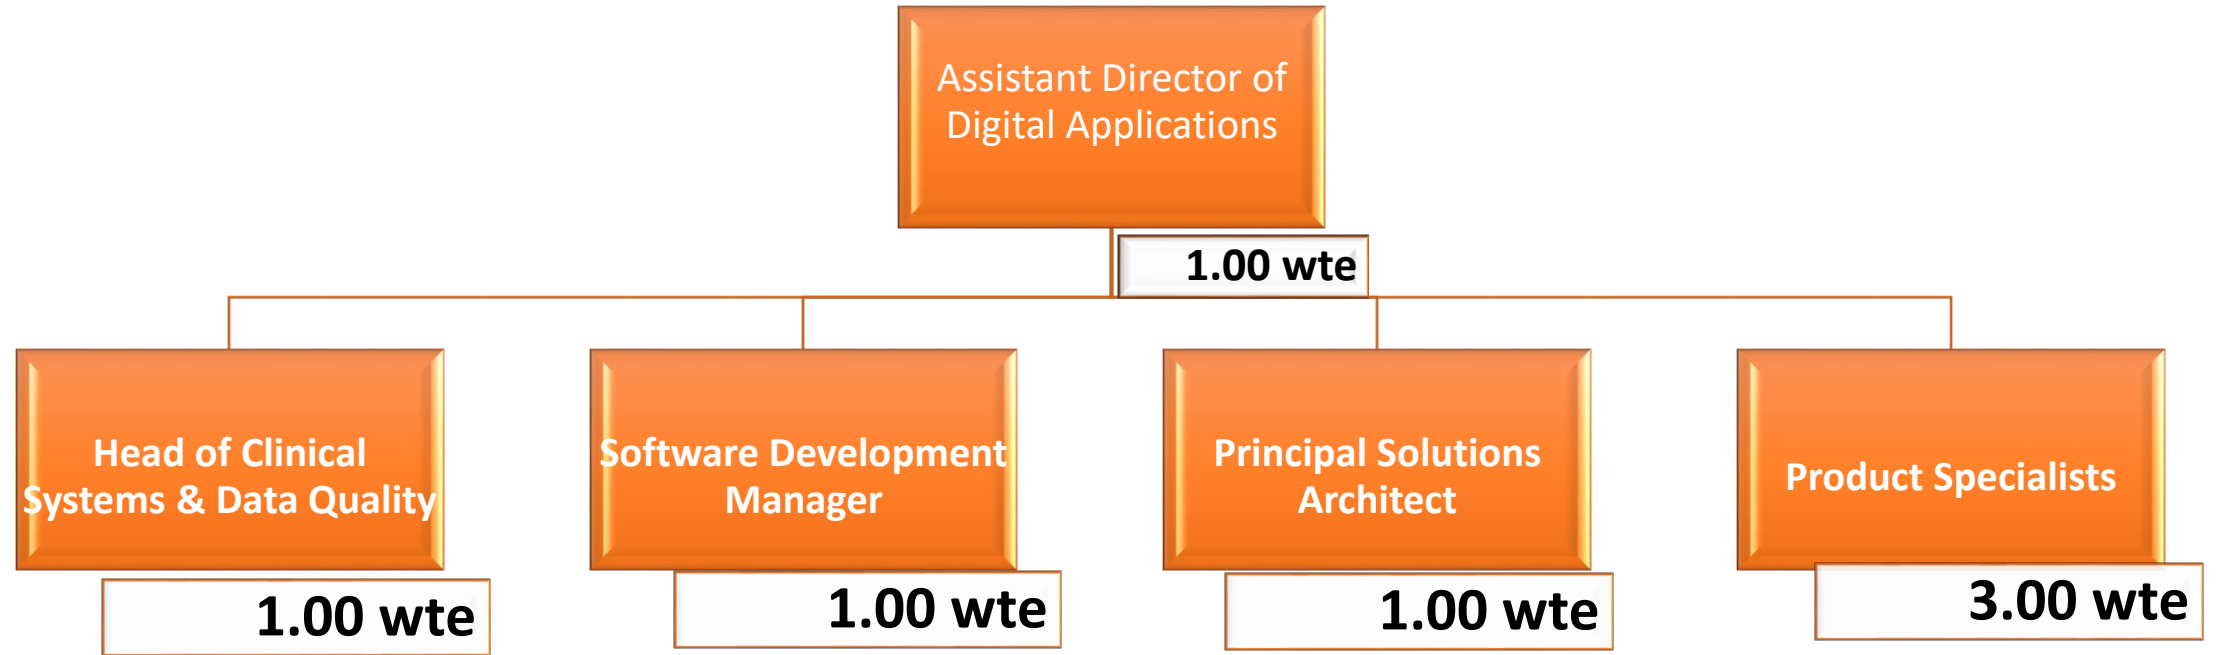 Assistant Director of
Digital Applications
1.00 wte
Head of Clinical
Systems & Data Quality
1.00 wte
Software Development
Manager
1.00 wte
Principal Solutions
Architect
1.00 wte
Product Specialists
3.00 wte